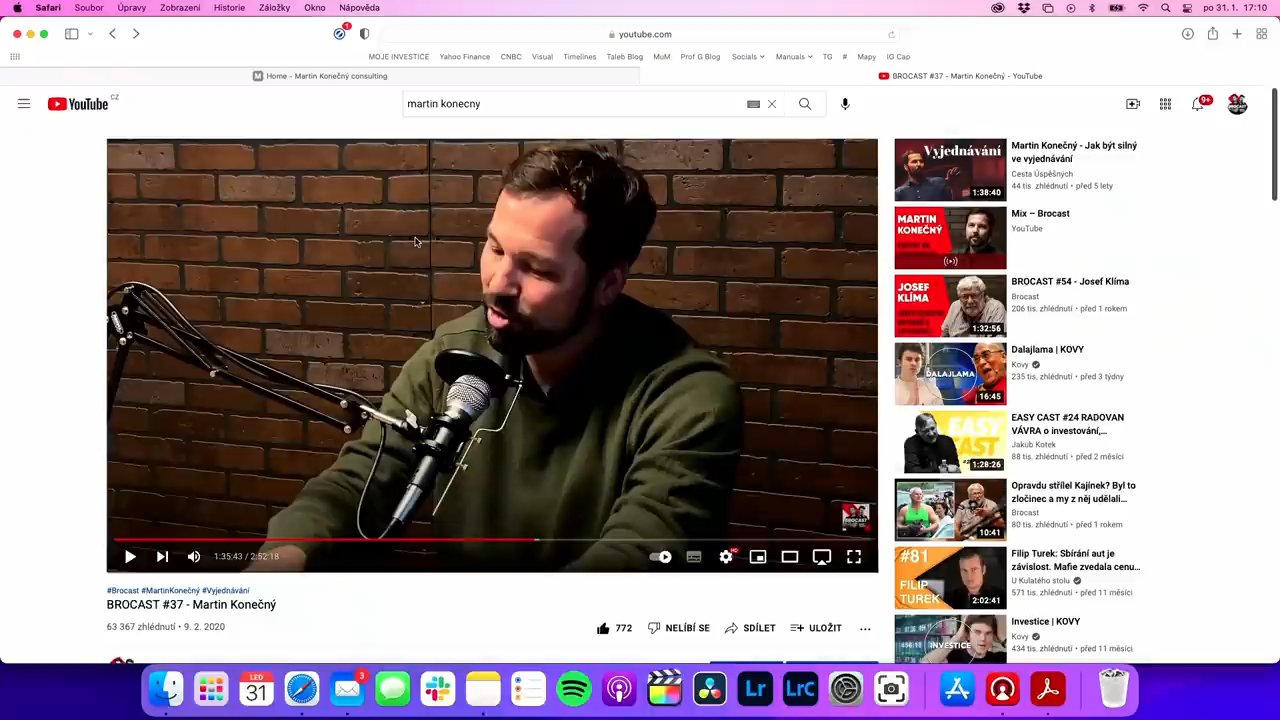 Safari Soubor Úpravy Zobrazení Historie Záložky Okno Nápověda po 31. 1. 17:10
youtube.com
MOJE INVESTICE Yahoo Finance CNBC Visual Timelines Taleb Blog MuM Prof G Blog Socials Manuals TG # Mapy IG Cap
M Home - Martin Konečný consulting BROCAST #37 - Martin Konečný - YouTube
YouTube CZ martin konecny 9+
Vyjednávání
1:38:40
Martin Konečný - Jak být silný
ve vyjednávání
Cesta Úspěšných
44 tis. zhlédnutí • před 5 lety
MARTIN
KONEČNÝ
Mix – Brocast
YouTube
JOSEF
KLÍMA
1:32:56
BROCAST #54 - Josef Klíma
Brocast
206 tis. zhlédnutí • před 1 rokem
DALAJLAMA
16:45
Dalajlama | KOVY
Kovy
235 tis. zhlédnutí • před 3 týdny
EASY
CAST
1:28:26
EASY CAST #24 RADOVAN
VÁVRA o investování,...
Jakub Kotek
88 tis. zhlédnutí • před 2 měsíci
10:41
Opravdu střílel Kajínek? Byl to
zločinec a my z něj udělali...
Brocast
80 tis. zhlédnutí • před 1 rokem
#81
FILIP
TUREK
2:02:41
Filip Turek: Sbírání aut je
závislost. Mafie zvedala cenu...
U Kulatého stolu
571 tis. zhlédnutí • před 11 měsíci
INVESTICE
Investice | KOVY
Kovy
434 tis. zhlédnutí • před 11 měsíci
BROCAST
1:35:43 / 2:52:18 HD
#Brocast #MartinKonečný #Vyjednávání
BROCAST #37 - Martin Konečný
63 367 zhlédnutí • 9. 2. 2020
772 NELÍBÍ SE SDÍLET ULOŽIT
LED
31
3
Lr LrC